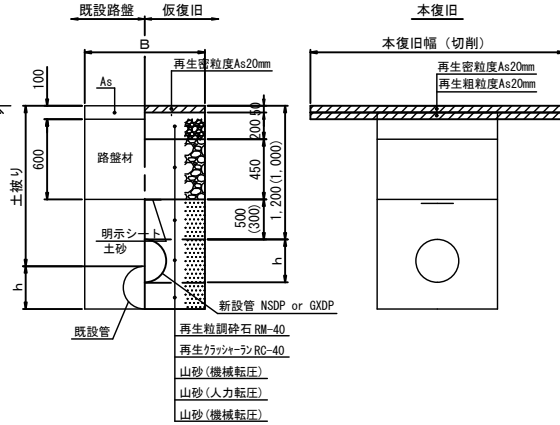 既設路盤
仮復旧
本復旧
B
本復旧幅（切削）
再生密粒度As20mm
再生密粒度As20mm
再生粗粒度As20mm
100
As
50
200
600
路盤材
450
1,200(1,000)
土被り
500
(300)
明示シート
土砂
h
h
新設管 NSDP or GXDP
既設管
再生粒調砕石 RM-40
再生クラッシャーラン RC-40
山砂(機械転圧)
山砂(人力転圧)
山砂(機械転圧)